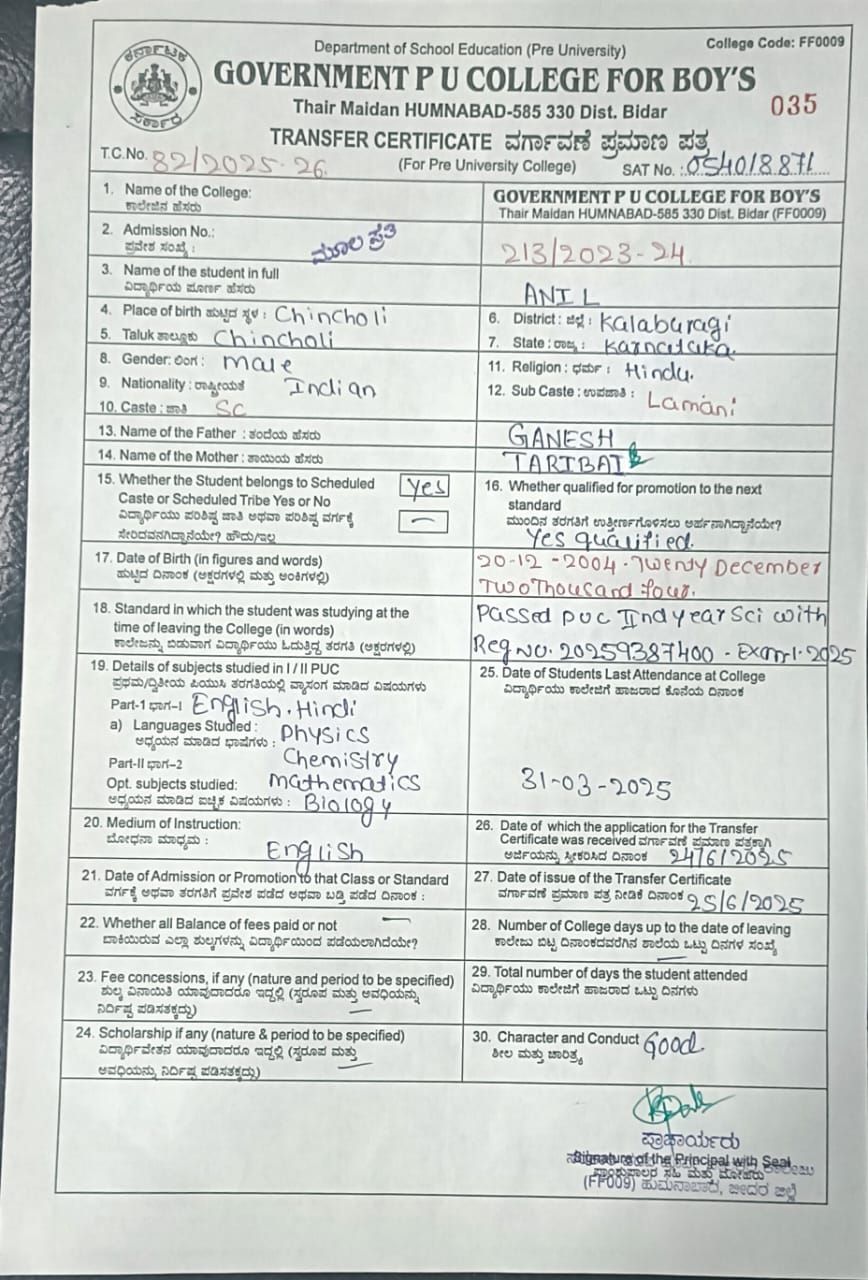 ಕರ್ನಾಟಕ ಸರ್ಕಾರ
Department of School Education (Pre University)
College Code: FF0009
GOVERNMENT P U COLLEGE FOR BOY'S
Thair Maidan HUMNABAD-585 330 Dist. Bidar
035
TRANSFER CERTIFICATE ವರ್ಗಾವಣೆ ಪ್ರಮಾಣ ಪತ್ರ
T.C.No. 82/2025-26.
(For Pre University College)
SAT No. : 054018871
1. Name of the College:
ಕಾಲೇಜಿನ ಹೆಸರು
GOVERNMENT P U COLLEGE FOR BOY'S
Thair Maidan HUMNABAD-585 330 Dist. Bidar (FF0009)
2. Admission No.:
ಪ್ರವೇಶ ಸಂಖ್ಯೆ :
ಮೂಲ ಪ್ರತಿ
213/2023-24
3. Name of the student in full
ವಿದ್ಯಾರ್ಥಿಯ ಪೂರ್ಣ ಹೆಸರು
ANIL
4. Place of birth ಹುಟ್ಟಿದ ಸ್ಥಳ : Chincholi
5. Taluk ತಾಲ್ಲೂಕು Chincholi
6. District : ಜಿಲ್ಲೆ : Kalaburagi
7. State : ರಾಜ್ಯ : Karnataka.
8. Gender: ಲಿಂಗ : male
9. Nationality : ರಾಷ್ಟ್ರೀಯತೆ Indian
10. Caste : ಜಾತಿ SC
11. Religion : ಧರ್ಮ : Hindu.
12. Sub Caste : ಉಪಜಾತಿ : Lamani
13. Name of the Father : ತಂದೆಯ ಹೆಸರು
GANESH
14. Name of the Mother : ತಾಯಿಯ ಹೆಸರು
TARIBAI
15. Whether the Student belongs to Scheduled
Caste or Scheduled Tribe Yes or No
ವಿದ್ಯಾರ್ಥಿಯು ಪರಿಶಿಷ್ಟ ಜಾತಿ ಅಥವಾ ಪರಿಶಿಷ್ಟ ವರ್ಗಕ್ಕೆ
ಸೇರಿದವನಾಗಿದ್ದಾನೆಯೇ? ಹೌದು/ಇಲ್ಲ
Yes
—
16. Whether qualified for promotion to the next
standard
ಮುಂದಿನ ತರಗತಿಗೆ ಉತ್ತೀರ್ಣಗೊಳಿಸಲು ಅರ್ಹನಾಗಿದ್ದಾನೆಯೇ?
Yes qualified.
17. Date of Birth (in figures and words)
ಹುಟ್ಟಿದ ದಿನಾಂಕ (ಅಕ್ಷರಗಳಲ್ಲಿ ಮತ್ತು ಅಂಕಿಗಳಲ್ಲಿ)
20-12-2004. Twenty December
Two Thousand four.
18. Standard in which the student was studying at the
time of leaving the College (in words)
ಕಾಲೇಜನ್ನು ಬಿಡುವಾಗ ವಿದ್ಯಾರ್ಥಿಯು ಓದುತ್ತಿದ್ದ ತರಗತಿ (ಅಕ್ಷರಗಳಲ್ಲಿ)
Passed PUC IInd year Sci with
Reg No. 20259387400 - Exam1-2025
19. Details of subjects studied in I / II PUC
ಪ್ರಥಮ/ದ್ವಿತೀಯ ಪಿಯುಸಿ ತರಗತಿಯಲ್ಲಿ ವ್ಯಾಸಂಗ ಮಾಡಿದ ವಿಷಯಗಳು
Part-1 ಭಾಗ-I English, Hindi
a) Languages Studied : Physics
ಅಧ್ಯಯನ ಮಾಡಿದ ಭಾಷೆಗಳು :
Part-II ಭಾಗ-2 Chemistry
Opt. subjects studied: Mathematics
ಅಧ್ಯಯನ ಮಾಡಿದ ಐಚ್ಛಿಕ ವಿಷಯಗಳು : Biology
25. Date of Students Last Attendance at College
ವಿದ್ಯಾರ್ಥಿಯು ಕಾಲೇಜಿಗೆ ಹಾಜರಾದ ಕೊನೆಯ ದಿನಾಂಕ
31-03-2025
20. Medium of Instruction:
ಬೋಧನಾ ಮಾಧ್ಯಮ :
English
26. Date of which the application for the Transfer
Certificate was received ವರ್ಗಾವಣೆ ಪ್ರಮಾಣ ಪತ್ರಕ್ಕಾಗಿ
ಅರ್ಜಿಯನ್ನು ಸ್ವೀಕರಿಸಿದ ದಿನಾಂಕ 24/6/2025
21. Date of Admission or Promotion to that Class or Standard
ವರ್ಗಕ್ಕೆ ಅಥವಾ ತರಗತಿಗೆ ಪ್ರವೇಶ ಪಡೆದ ಅಥವಾ ಬಡ್ತಿ ಪಡೆದ ದಿನಾಂಕ :
27. Date of issue of the Transfer Certificate
ವರ್ಗಾವಣೆ ಪ್ರಮಾಣ ಪತ್ರ ನೀಡಿಕೆ ದಿನಾಂಕ 25/6/2025
22. Whether all Balance of fees paid or not —
ಬಾಕಿಯಿರುವ ಎಲ್ಲಾ ಶುಲ್ಕಗಳನ್ನು ವಿದ್ಯಾರ್ಥಿಯಿಂದ ಪಡೆಯಲಾಗಿದೆಯೇ?
28. Number of College days up to the date of leaving
ಕಾಲೇಜು ಬಿಟ್ಟ ದಿನಾಂಕದವರೆಗಿನ ಶಾಲೆಯ ಒಟ್ಟು ದಿನಗಳ ಸಂಖ್ಯೆ
—
23. Fee concessions, if any (nature and period to be specified)
ಶುಲ್ಕ ವಿನಾಯಿತಿ ಯಾವುದಾದರೂ ಇದ್ದಲ್ಲಿ (ಸ್ವರೂಪ ಮತ್ತು ಅವಧಿಯನ್ನು
ನಿರ್ದಿಷ್ಟ ಪಡಿಸತಕ್ಕದ್ದು) —
29. Total number of days the student attended
ವಿದ್ಯಾರ್ಥಿಯು ಕಾಲೇಜಿಗೆ ಹಾಜರಾದ ಒಟ್ಟು ದಿನಗಳು
24. Scholarship if any (nature & period to be specified)
ವಿದ್ಯಾರ್ಥಿವೇತನ ಯಾವುದಾದರೂ ಇದ್ದಲ್ಲಿ (ಸ್ವರೂಪ ಮತ್ತು
ಅವಧಿಯನ್ನು ನಿರ್ದಿಷ್ಟ ಪಡಿಸತಕ್ಕದ್ದು) —
30. Character and Conduct Good.
ಶೀಲ ಮತ್ತು ಚಾರಿತ್ರ್ಯ
ಪ್ರಾಚಾರ್ಯರು
Signature of the Principal with Seal
ಪ್ರಾಂಶುಪಾಲರ ಸಹಿ ಮತ್ತು ಮೊಹರು
(FF009) ಹುಮನಾಬಾದ, ಬೀದರ ಜಿಲ್ಲೆ